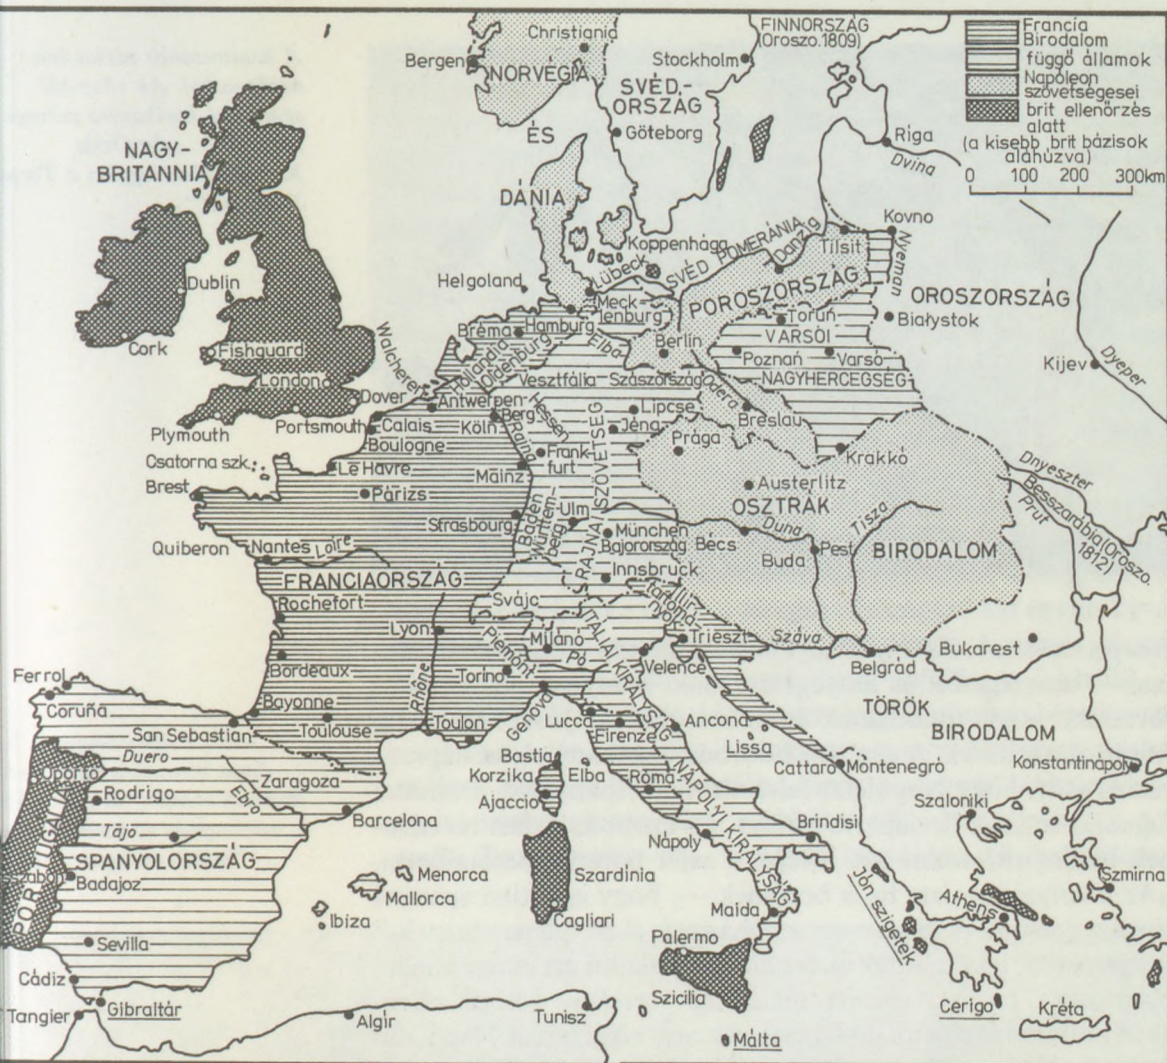 FINNORSZÁG
(Oroszo. 1809)
Francia
Birodalom
függő államok
Napóleon
szövetségesei
brit ellenőrzés
alatt
(a kisebb brit bázisok
aláhúzva)
0 100 200 300km
Christiania
Bergen
NORVÉGIA
Stockholm
SVÉD-
ORSZÁG
ÉS
Göteborg
Riga
Dvina
NAGY-
BRITANNIA
DÁNIA
Koppenhága
SVÉD POMERÁNIA
Danzig
Kovno
Tilsit
Nyeman
Dublin
Helgoland
Lübeck
Meck-
lenburg
POROSZORSZÁG
OROSZORSZÁG
Toruń
Białystok
Cork
Fishguard
Walcheren
Bréma
Hamburg
Hollandia
Oldenburg
Elba
Berlin
VARSÓI
Poznań
Varsó
NAGYHERCEGSÉG
Kijev
Dyeper
London
Dover
Vesztfália
Szászország
Odera
Antwerpen
Plymouth
Portsmouth
Calais
Boulogne
Köln
Berg
Hessen
Rajna
Lipcse
Jéna
Breslau
Prága
Krakkó
Csatorna szk.
Le Havre
Mainz
Frank-
furt
RAJNAI SZÖVETSÉG
Brest
Párizs
Austerlitz
OSZTRÁK
Dnyeszter
Besszarábia (Oroszo.
1812)
Prut
Strasbourg
Baden
Württem-
berg
Ulm
München
Bajorország
Bécs
Duna
Tisza
Quiberon
Nantes
Loire
Buda
Pest
BIRODALOM
FRANCIAORSZÁG
Innsbruck
Rochefort
Svájc
Illír
tartomá-
nyok
Lyon
Piemont
Milánó
Pó
ITÁLIAI KIRÁLYSÁG
Trieszt
Száva
Bordeaux
Torino
Velence
Belgrád
Bukarest
Ferrol
Coruña
Bayonne
Rhône
TÖRÖK
BIRODALOM
San Sebastian
Toulouse
Toulon
Genova
Lucca
Firenze
Ancona
Lissa
Duero
Oporto
Zaragoza
Bastia
Korzika
Elba
Róma
Cattaro
Montenegró
Konstantinápoly
Rodrigo
Ebro
Ajaccio
NÁPOLYI KIRÁLYSÁG
Szaloniki
Barcelona
Brindisi
Tájo
Nápoly
SPANYOLORSZÁG
PORTUGÁLIA
Badajoz
Menorca
Mallorca
Szardínia
Jón szigetek
Athén
Szmirna
Ibiza
Cagliari
Maida
Sevilla
Palermo
Cádiz
Szicília
Gibraltár
Tangier
Algír
Tunisz
Cerigo
Kréta
Málta